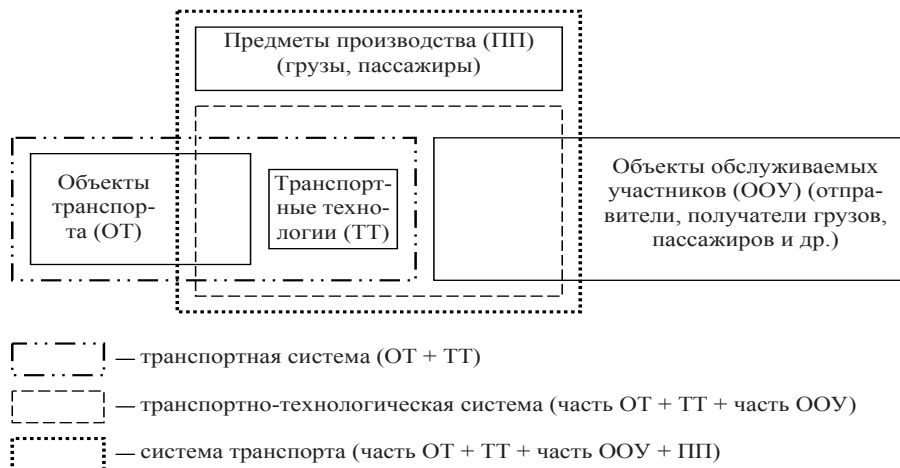 Предметы производства (ПП)
(грузы, пассажиры)
Объекты
транспор-
та (ОТ)
Транспорт-
ные техно-
логии (ТТ)
Объекты обслуживаемых
участников (ООУ) (отпра-
вители, получатели грузов,
пассажиров и др.)
— транспортная система (ОТ + ТТ)
— транспортно-технологическая система (часть ОТ + ТТ + часть ООУ)
— система транспорта (часть ОТ + ТТ + часть ООУ + ПП)